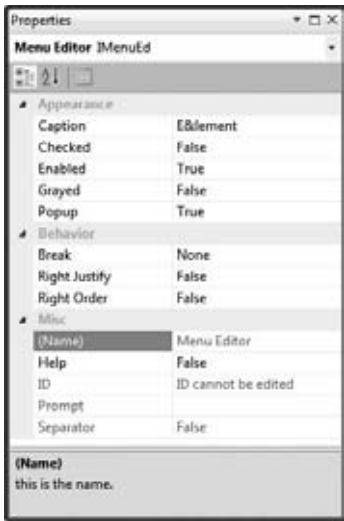 Properties
Menu Editor IMenuEd
Appearance
Caption E&lement
Checked False
Enabled True
Grayed False
Popup True
Behavior
Break None
Right Justify False
Right Order False
Misc
(Name) Menu Editor
Help False
ID ID cannot be edited
Prompt
Separator False
(Name)
this is the name.